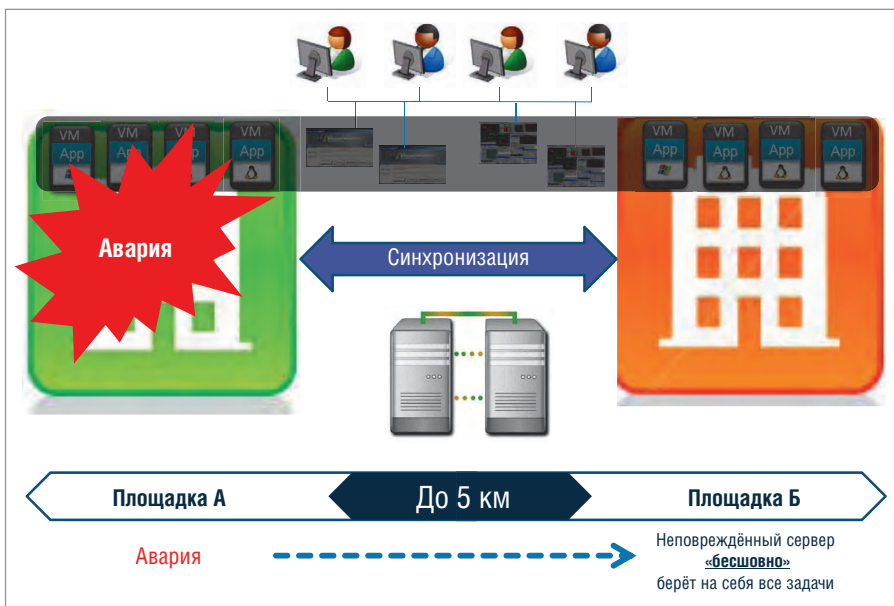 VM
App
VM
App
VM
App
VM
App
VM
App
VM
App
VM
App
VM
App
Авария
Синхронизация
Площадка А
До 5 км
Площадка Б
Авария
Неповреждённый сервер
«бесшовно»
берёт на себя все задачи